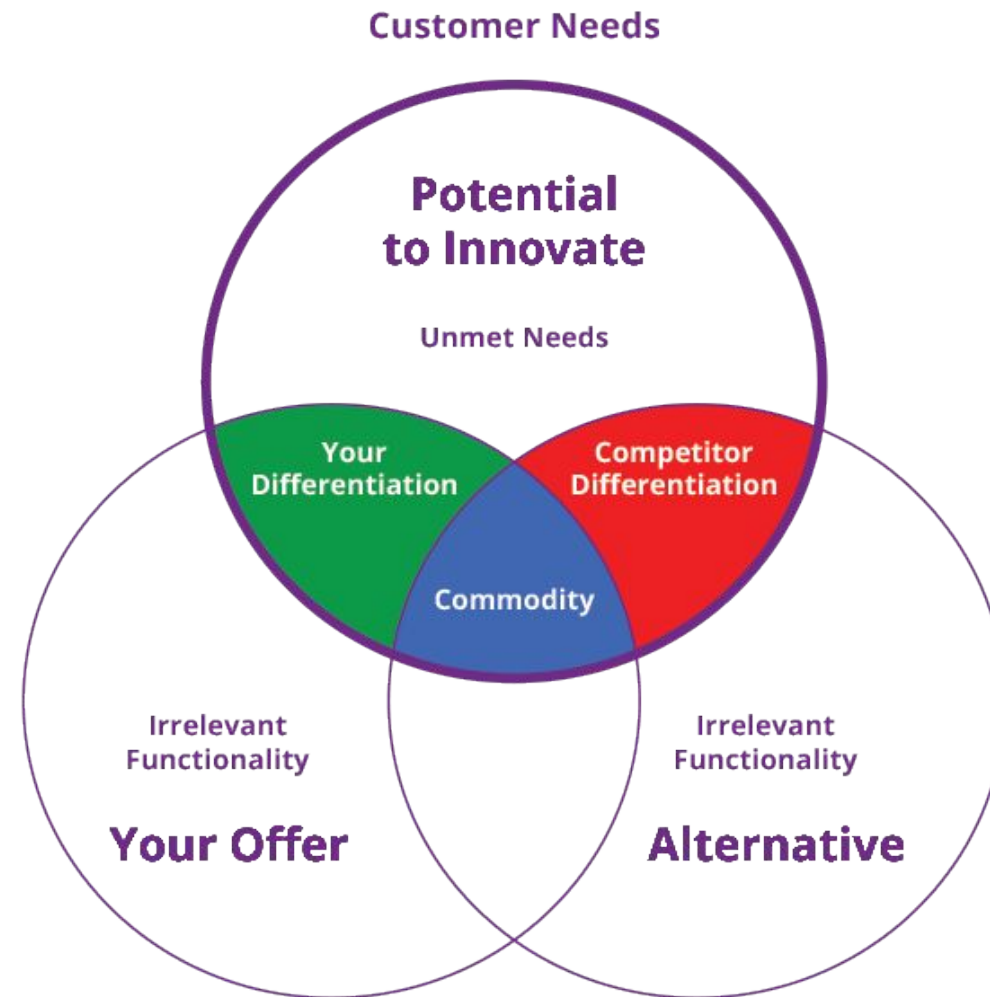 Customer Needs
Potential
to Innovate
Unmet Needs
Your
Differentiation
Competitor
Differentiation
Commodity
Irrelevant
Functionality
Irrelevant
Functionality
Your Offer
Alternative